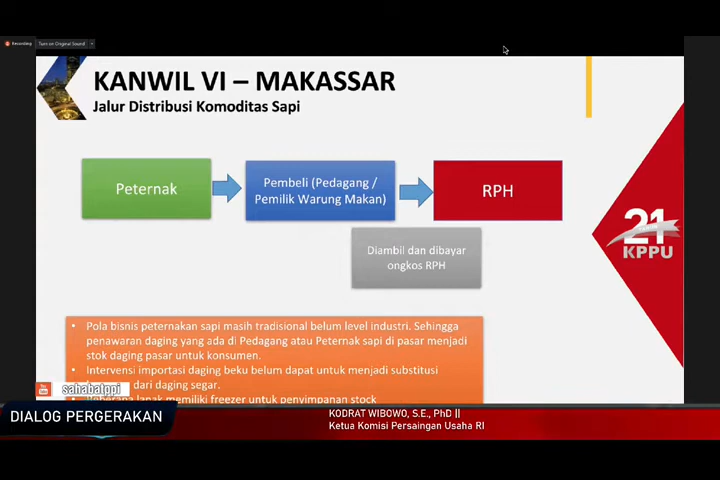 Recording
Turn on Original Sound
KANWIL VI – MAKASSAR
Jalur Distribusi Komoditas Sapi
Peternak
Pembeli (Pedagang /
Pemilik Warung Makan)
RPH
Diambil dan dibayar
ongkos RPH
21
KPPU
• Pola bisnis peternakan sapi masih tradisional belum level industri. Sehingga
penawaran daging yang ada di Pedagang atau Peternak sapi di pasar menjadi
stok daging pasar untuk konsumen.
• Intervensi importasi daging beku belum dapat untuk menjadi substitusi
dari daging segar.
• Beberapa lapak memiliki freezer untuk penyimpanan stock
sahabatppi
DIALOG PERGERAKAN
KODRAT WIBOWO, S.E., PhD ||
Ketua Komisi Persaingan Usaha RI